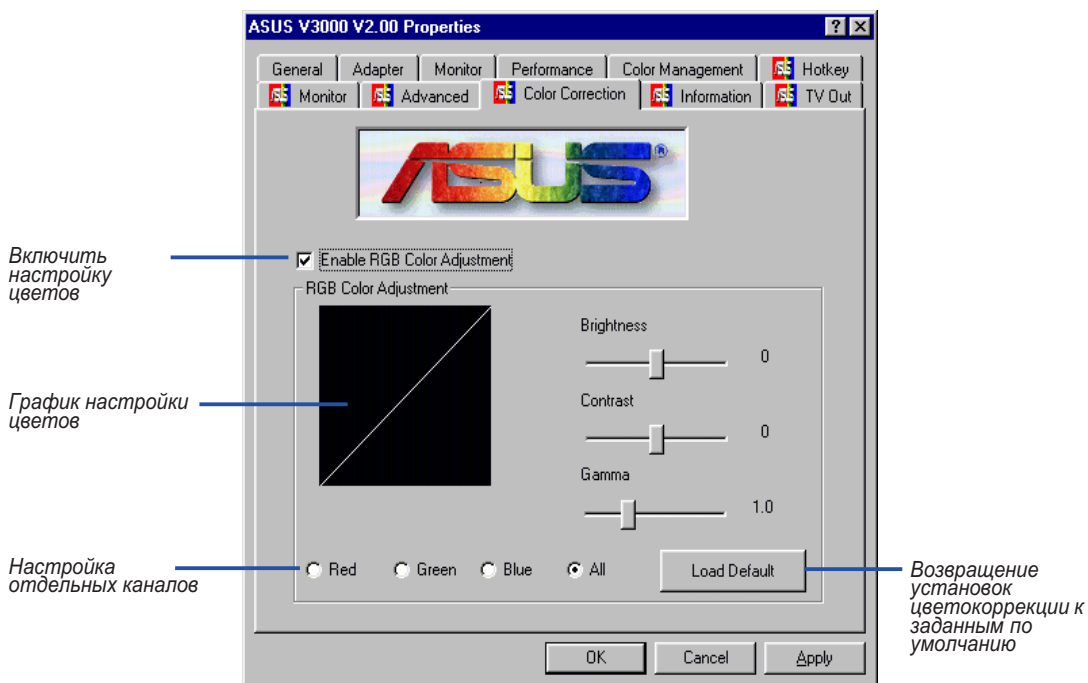 ASUS V3000 V2.00 Properties
General Adapter Monitor Performance Color Management Hotkey
Monitor Advanced Color Correction Information TV Out
ASUS®
Включить
настройку
цветов
Enable RGB Color Adjustment
RGB Color Adjustment
График настройки
цветов
Brightness
0
Contrast
0
Gamma
1.0
Настройка
отдельных каналов
Red Green Blue All
Load Default
Возвращение
установок
цветокоррекции к
заданным по
умолчанию
OK Cancel Apply